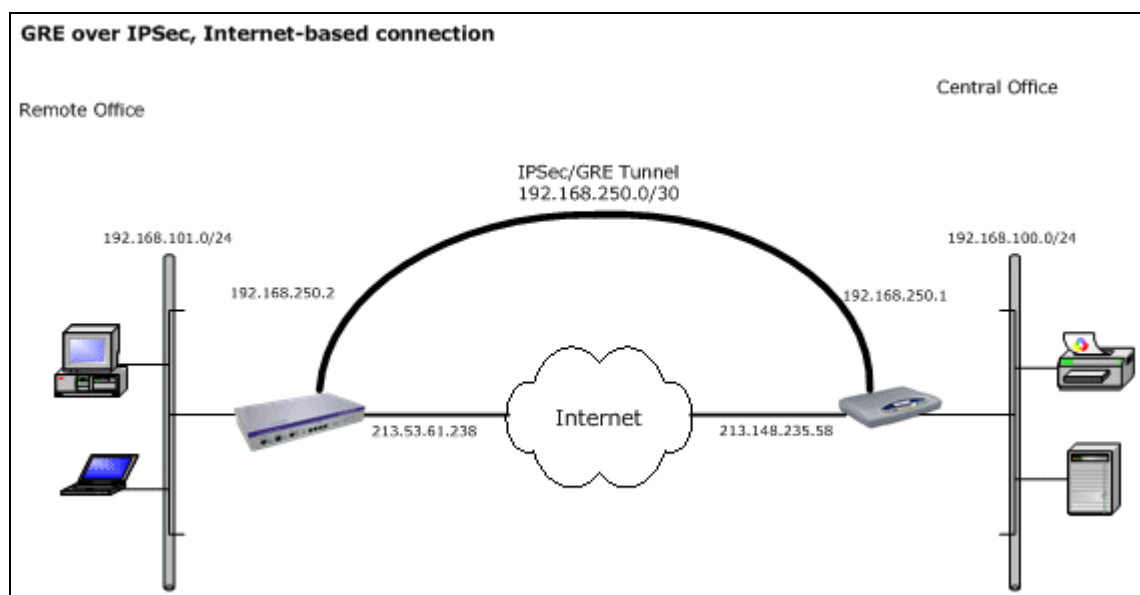 GRE over IPSec, Internet-based connection
Central Office
Remote Office
IPSec/GRE Tunnel
192.168.250.0/30
192.168.101.0/24
192.168.100.0/24
192.168.250.2
192.168.250.1
Internet
213.53.61.238
213.148.235.58